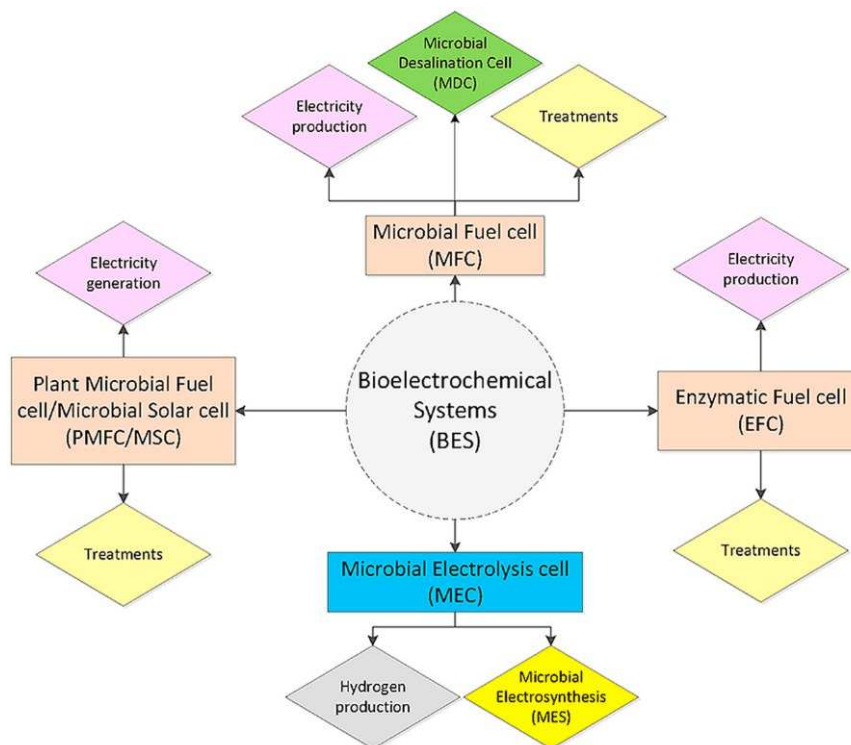 Microbial
Desalination Cell
(MDC)
Electricity
production
Treatments
Microbial Fuel cell
(MFC)
Electricity
generation
Electricity
production
Plant Microbial Fuel
cell/Microbial Solar cell
(PMFC/MSC)
Bioelectrochemical
Systems
(BES)
Enzymatic Fuel cell
(EFC)
Treatments
Treatments
Microbial Electrolysis cell
(MEC)
Hydrogen
production
Microbial
Electrosynthesis
(MES)